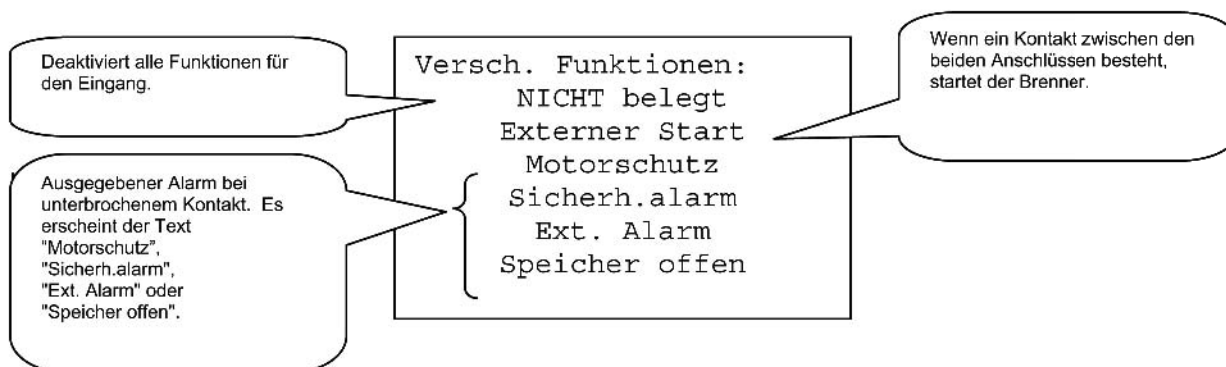 Deaktiviert alle Funktionen für
den Eingang.
Versch. Funktionen:
NICHT belegt
Externer Start
Motorschutz
Sicherh.alarm
Ext. Alarm
Speicher offen
Wenn ein Kontakt zwischen den
beiden Anschlüssen besteht,
startet der Brenner.
Ausgegebener Alarm bei
unterbrochenem Kontakt. Es
erscheint der Text
"Motorschutz",
"Sicherh.alarm",
"Ext. Alarm" oder
"Speicher offen".